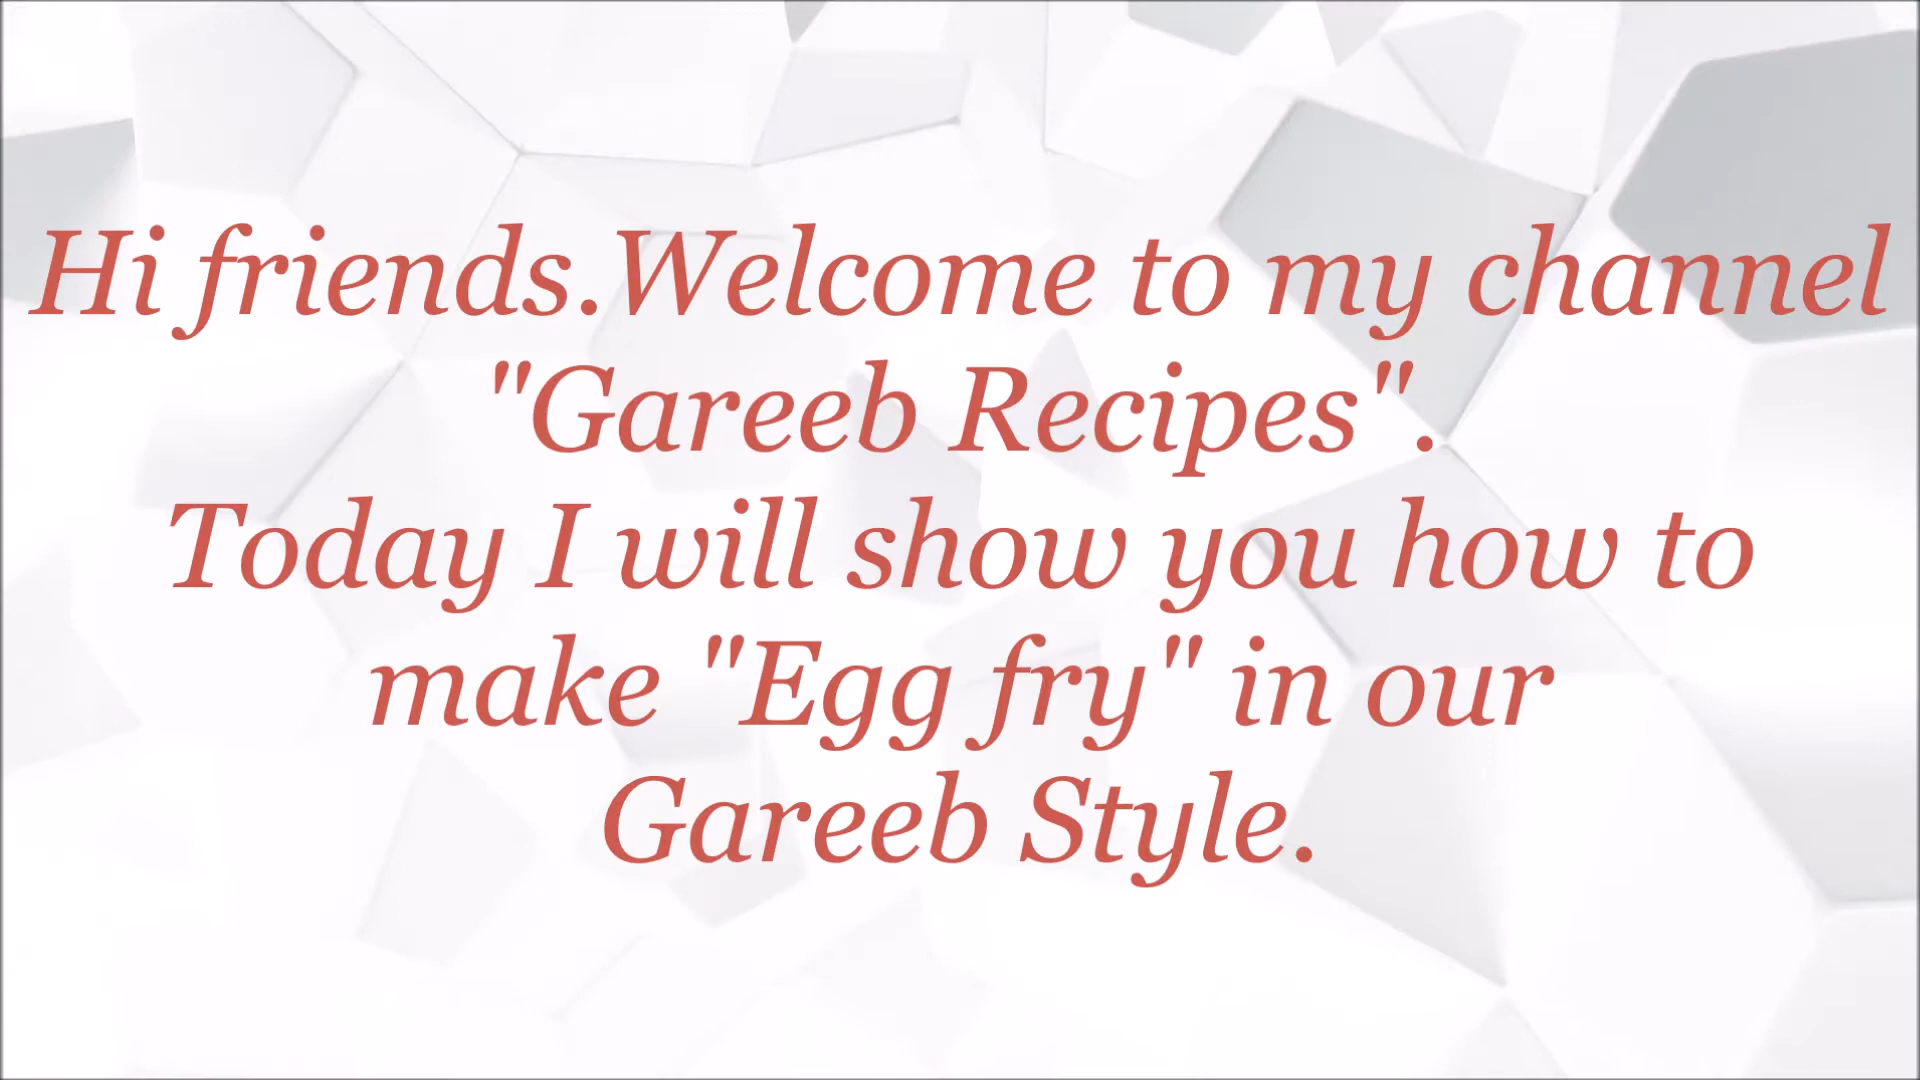 Hi friends.Welcome to my channel
"Gareeb Recipes".
Today I will show you how to
make "Egg fry" in our
Gareeb Style.